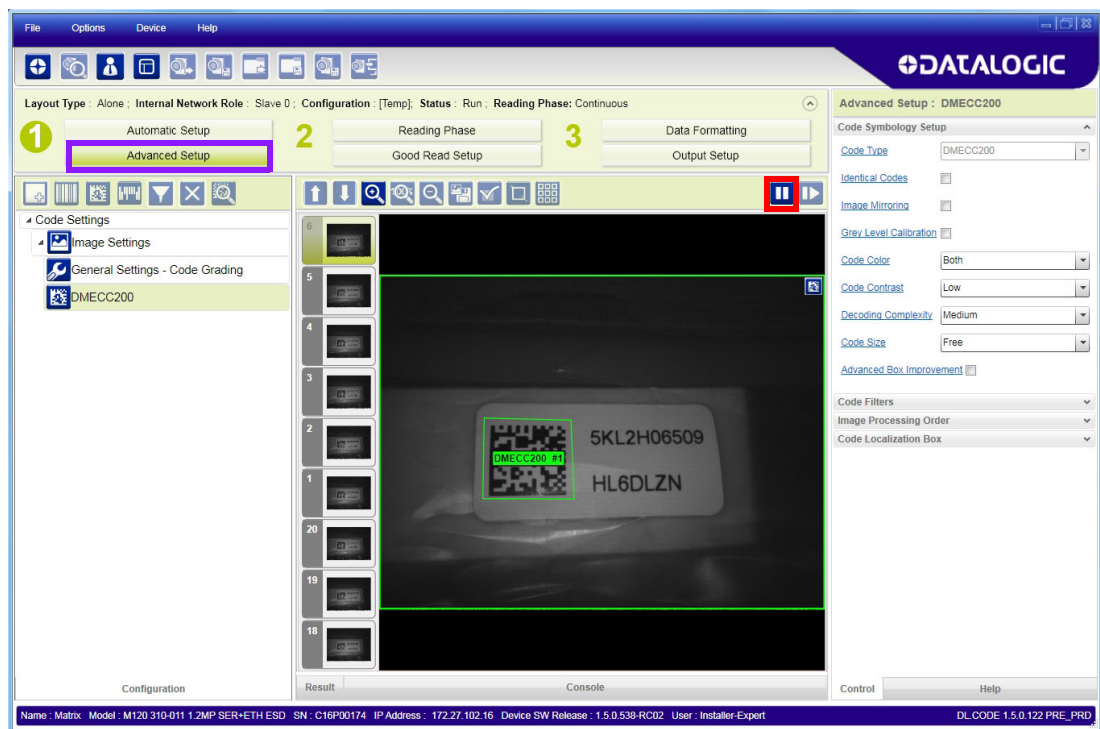 File Options Device Help
DATALOGIC
Layout Type : Alone ; Internal Network Role : Slave 0 ; Configuration : [Temp]; Status : Run ; Reading Phase: Continuous
1 Automatic Setup 2 Reading Phase 3 Data Formatting
Advanced Setup Good Read Setup Output Setup
Code Settings
Image Settings
General Settings - Code Grading
DMECC200
6
5
4
3
2
1
20
19
18
5KL2H06509
DMECC200 #1
HL6DLZN
Advanced Setup : DMECC200
Code Symbology Setup
Code Type DMECC200
Identical Codes
Image Mirroring
Grey Level Calibration
Code Color Both
Code Contrast Low
Decoding Complexity Medium
Code Size Free
Advanced Box Improvement
Code Filters
Image Processing Order
Code Localization Box
Configuration Result Console Control Help
Name : Matrix Model : M120 310-011 1.2MP SER+ETH ESD SN : C16P00174 IP Address : 172.27.102.16 Device SW Release : 1.5.0.538-RC02 User : Installer-Expert DL.CODE 1.5.0.122 PRE_PRD